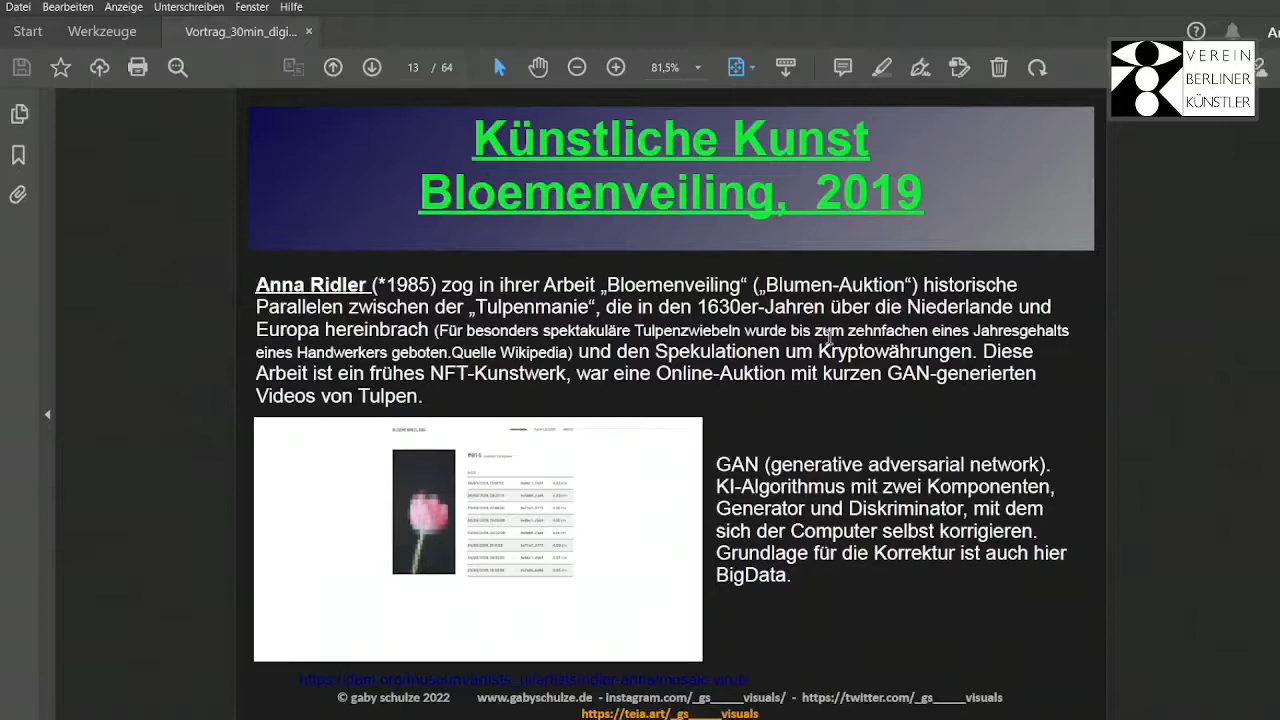 Datei Bearbeiten Anzeige Unterschreiben Fenster Hilfe
Start Werkzeuge Vortrag_30min_digi... ×
13 / 64 81,5%
VEREIN
BERLINER
KÜNSTLER
Künstliche Kunst
Bloemenveiling, 2019
Anna Ridler (*1985) zog in ihrer Arbeit „Bloemenveiling“ („Blumen-Auktion“) historische
Parallelen zwischen der „Tulpenmanie“, die in den 1630er-Jahren über die Niederlande und
Europa hereinbrach (Für besonders spektakuläre Tulpenzwiebeln wurde bis zum zehnfachen eines Jahresgehalts
eines Handwerkers geboten.Quelle Wikipedia) und den Spekulationen um Kryptowährungen. Diese
Arbeit ist ein frühes NFT-Kunstwerk, war eine Online-Auktion mit kurzen GAN-generierten
Videos von Tulpen.
BLOEMENVEILING
GAN (generative adversarial network).
KI-Algorithmus mit zwei Komponenten,
Genarator und Diskriminator, mit dem
sich der Computer selbst korrigieren.
Grundlage für die Konfigur ist auch hier
BigData.
© gaby schulze 2022 www.gabyschulze.de - instagram.com/_gs_____visuals/ - https://twitter.com/_gs_____visuals
https://teia.art/_gs_____visuals